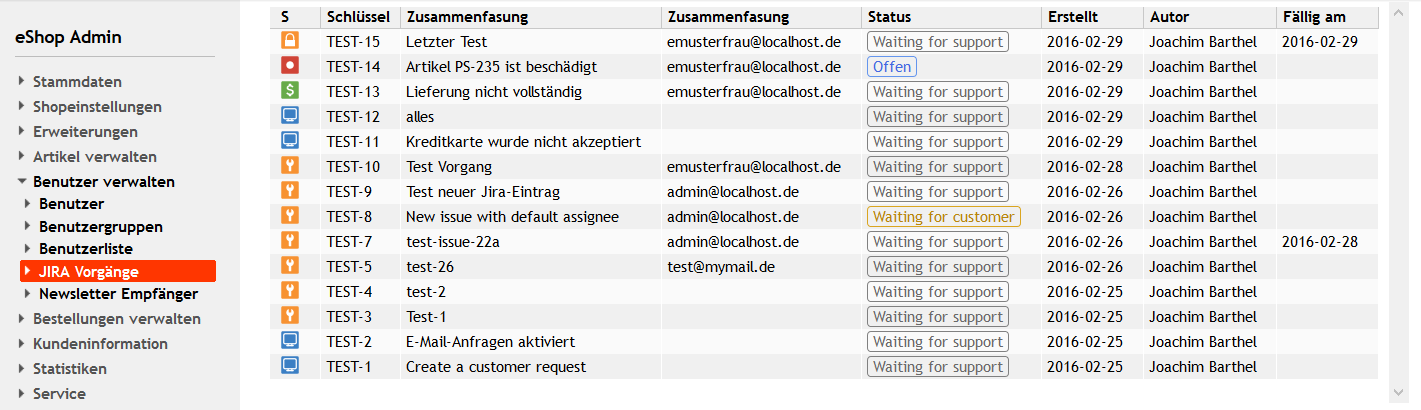 eShop Admin
Stammdaten
Shopeinstellungen
Erweiterungen
Artikel verwalten
Benutzer verwalten
Benutzer
Benutzergruppen
Benutzerliste
JIRA Vorgänge
Newsletter Empfänger
Bestellungen verwalten
Kundeninformation
Statistiken
Service
S Schlüssel Zusammenfasung Zusammenfasung Status Erstellt Autor Fällig am
TEST-15 Letzter Test emusterfrau@localhost.de Waiting for support 2016-02-29 Joachim Barthel 2016-02-29
TEST-14 Artikel PS-235 ist beschädigt emusterfrau@localhost.de Offen 2016-02-29 Joachim Barthel
$ TEST-13 Lieferung nicht vollständig emusterfrau@localhost.de Waiting for support 2016-02-29 Joachim Barthel
TEST-12 alles Waiting for support 2016-02-29 Joachim Barthel
TEST-11 Kreditkarte wurde nicht akzeptiert Waiting for support 2016-02-29 Joachim Barthel
TEST-10 Test Vorgang emusterfrau@localhost.de Waiting for support 2016-02-28 Joachim Barthel
TEST-9 Test neuer Jira-Eintrag admin@localhost.de Waiting for support 2016-02-26 Joachim Barthel
TEST-8 New issue with default assignee admin@localhost.de Waiting for customer 2016-02-26 Joachim Barthel
TEST-7 test-issue-22a admin@localhost.de Waiting for support 2016-02-26 Joachim Barthel 2016-02-28
TEST-5 test-26 test@mymail.de Waiting for support 2016-02-26 Joachim Barthel
TEST-4 test-2 Waiting for support 2016-02-25 Joachim Barthel
TEST-3 Test-1 Waiting for support 2016-02-25 Joachim Barthel
TEST-2 E-Mail-Anfragen aktiviert Waiting for support 2016-02-25 Joachim Barthel
TEST-1 Create a customer request Waiting for support 2016-02-25 Joachim Barthel